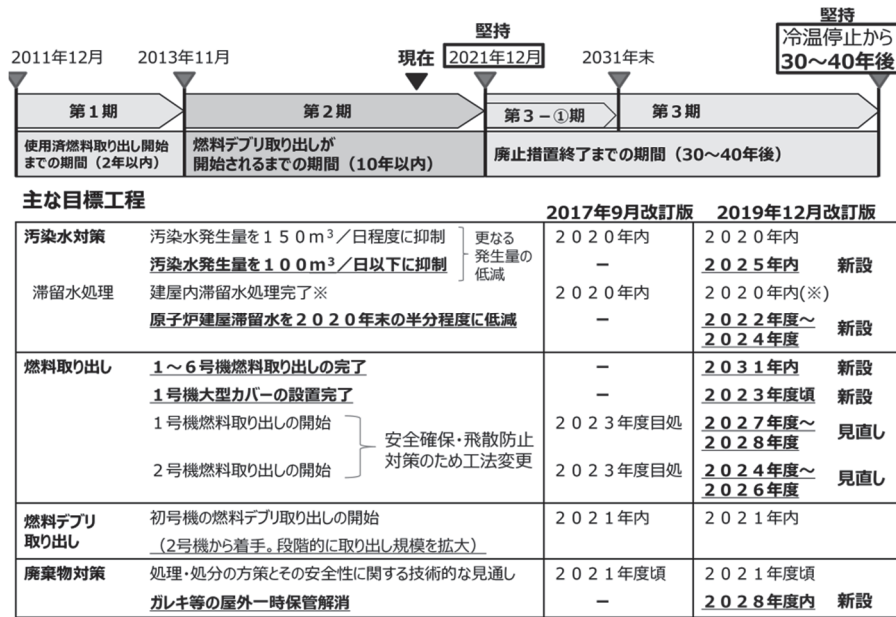 堅持
冷温停止から
30～40年後
堅持
2011年12月 2013年11月 現在 2021年12月 2031年末
第１期 第２期 第３－①期 第３期
使用済燃料取り出し開始
までの期間（2年以内）
燃料デブリ取り出しが
開始されるまでの期間（10年以内）
廃止措置終了までの期間（30～40年後）
主な目標工程
2017年9月改訂版 2019年12月改訂版
汚染水対策 汚染水発生量を１５０ｍ³／日程度に抑制 ２０２０年内 ２０２０年内
汚染水発生量を１００ｍ³／日以下に抑制 － ２０２５年内 新設
更なる
発生量の
低減
滞留水処理 建屋内滞留水処理完了※ ２０２０年内 ２０２０年内(※)
原子炉建屋滞留水を２０２０年末の半分程度に低減 － ２０２２年度～
２０２４年度 新設
燃料取り出し １～６号機燃料取り出しの完了 － ２０３１年内 新設
１号機大型カバーの設置完了 － ２０２３年度頃 新設
１号機燃料取り出しの開始 ２０２３年度目処 ２０２７年度～
２０２８年度 見直し
安全確保・飛散防止
対策のため工法変更
２号機燃料取り出しの開始 ２０２３年度目処 ２０２４年度～
２０２６年度 見直し
燃料デブリ
取り出し
初号機の燃料デブリ取り出しの開始 ２０２１年内 ２０２１年内
（２号機から着手。段階的に取り出し規模を拡大）
廃棄物対策 処理・処分の方策とその安全性に関する技術的な見通し ２０２１年度頃 ２０２１年度頃
ガレキ等の屋外一時保管解消 － ２０２８年度内 新設